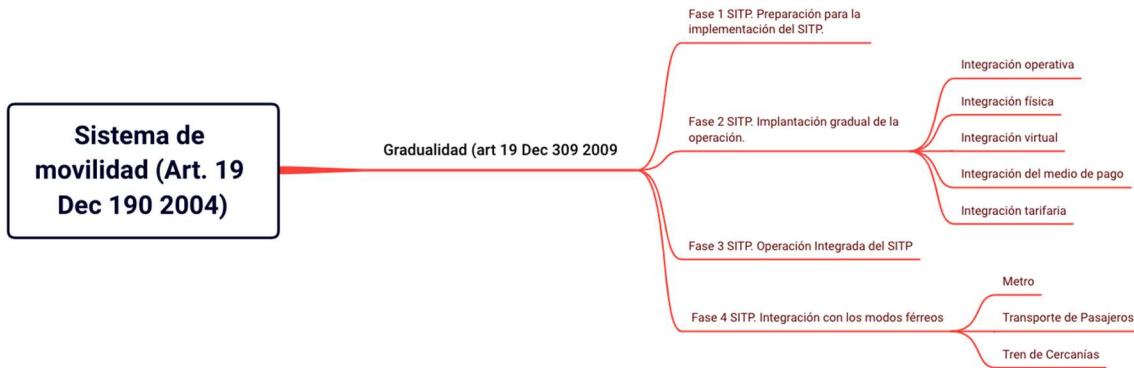 Sistema de
movilidad (Art. 19
Dec 190 2004)
Gradualidad (art 19 Dec 309 2009
Fase 1 SITP. Preparación para la
implementación del SITP.
Fase 2 SITP. Implantación gradual de la
operación.
Integración operativa
Integración física
Integración virtual
Integración del medio de pago
Integración tarifaria
Fase 3 SITP. Operación Integrada del SITP
Fase 4 SITP. Integración con los modos férreos
Metro
Transporte de Pasajeros
Tren de Cercanías